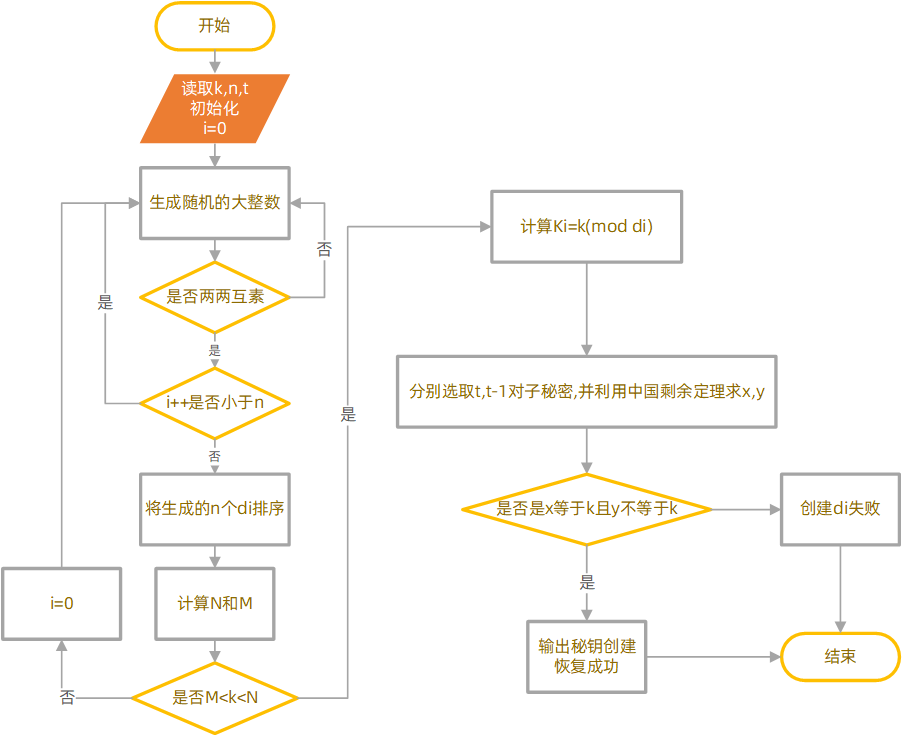 开始
读取k,n,t
初始化
i=0
生成随机的大整数
否
是否两两互素
是
是
i++是否小于n
否
将生成的n个di排序
i=0
计算N和M
否
是否M<k<N
是
计算Ki=k(mod di)
分别选取t,t-1对子秘密,并利用中国剩余定理求x,y
是否是x等于k且y不等于k
创建di失败
是
输出秘钥创建
恢复成功
结束